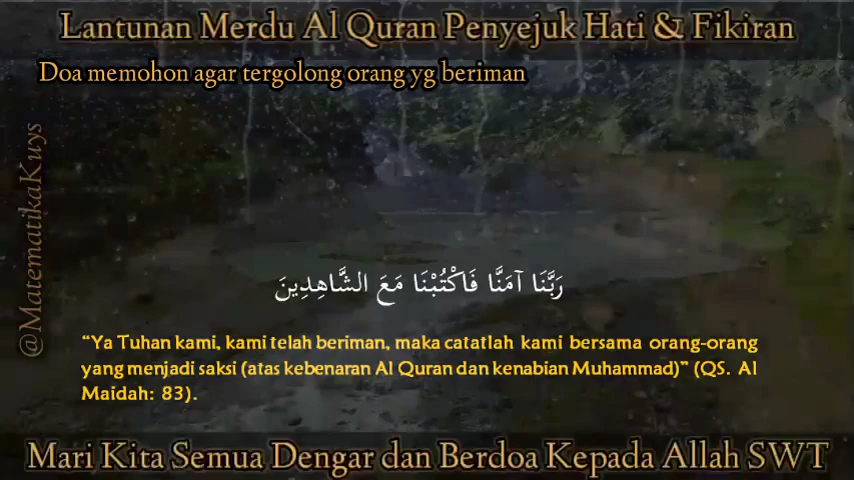 Lantunan Merdu Al Quran Penyejuk Hati & Fikiran
Doa memohon agar tergolong orang yg beriman
@MatematikaKuys
رَبَّنَا آمَنَّا فَاكْتُبْنَا مَعَ الشَّاهِدِينَ
“Ya Tuhan kami, kami telah beriman, maka catatlah kami bersama orang-orang
yang menjadi saksi (atas kebenaran Al Quran dan kenabian Muhammad)” (QS. Al
Maidah: 83).
Mari Kita Semua Dengar dan Berdoa Kepada Allah SWT